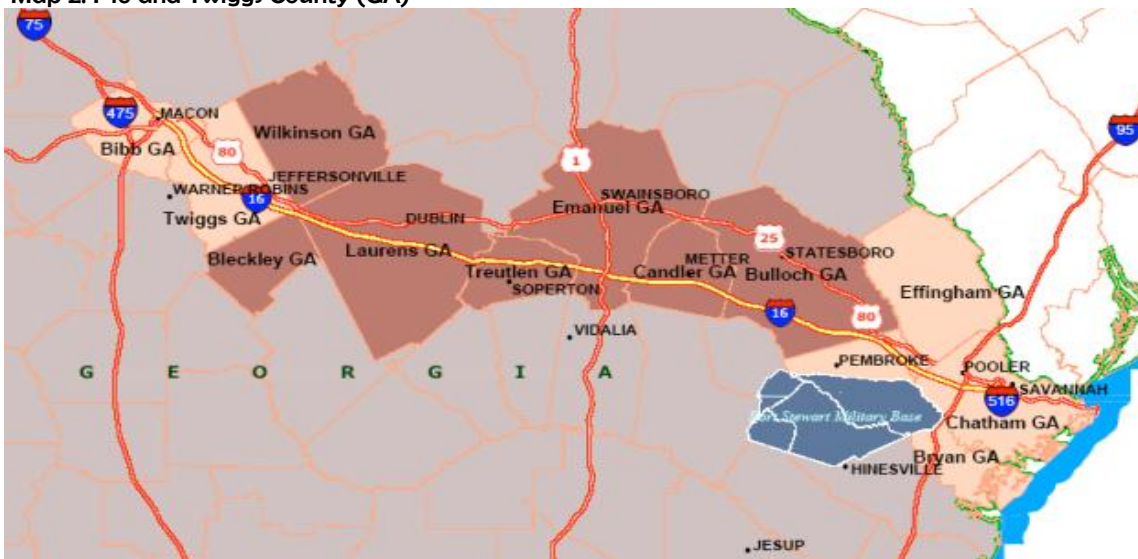 Map 2: I-16 and Twiggs County (GA)
75
475
MACON
Bibb GA
Wilkinson GA
80
JEFFERSONVILLE
WARNER ROBINS
16
Twiggs GA
Bleckley GA
DUBLIN
Laurens GA
1
SWAINSBORO
Emanuel GA
Treutlen GA
SOPERTON
METTER
Candler GA
25
STATESBORO
Bulloch GA
95
Effingham GA
16
80
VIDALIA
PEMBROKE
POOLER
SAVANNAH
516
GEORGIA
Fort Stewart Military Base
Chatham GA
Bryan GA
HINESVILLE
JESUP